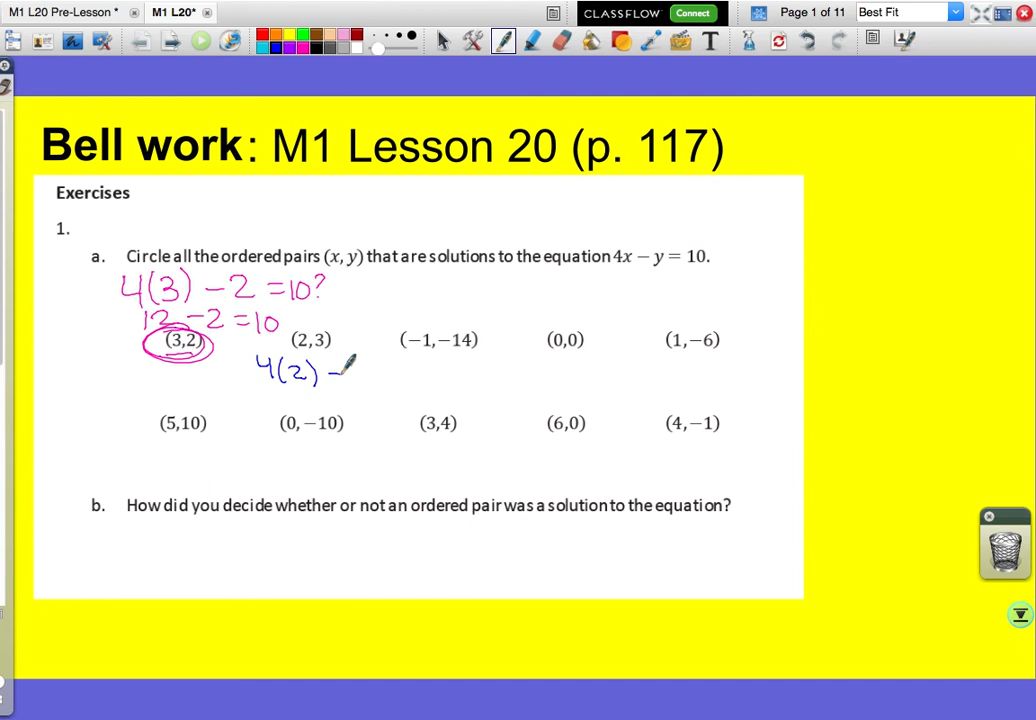 M1 L20 Pre-Lesson * M1 L20* CLASSFLOW Connect Page 1 of 11 Best Fit
T
Bell work: M1 Lesson 20 (p. 117)
Exercises
1.
a. Circle all the ordered pairs (x, y) that are solutions to the equation 4x − y = 10.
4(3) − 2 = 10?
12 − 2 = 10
(3,2) (2,3) (−1,−14) (0,0) (1,−6)
4(2) −
(5,10) (0,−10) (3,4) (6,0) (4,−1)
b. How did you decide whether or not an ordered pair was a solution to the equation?